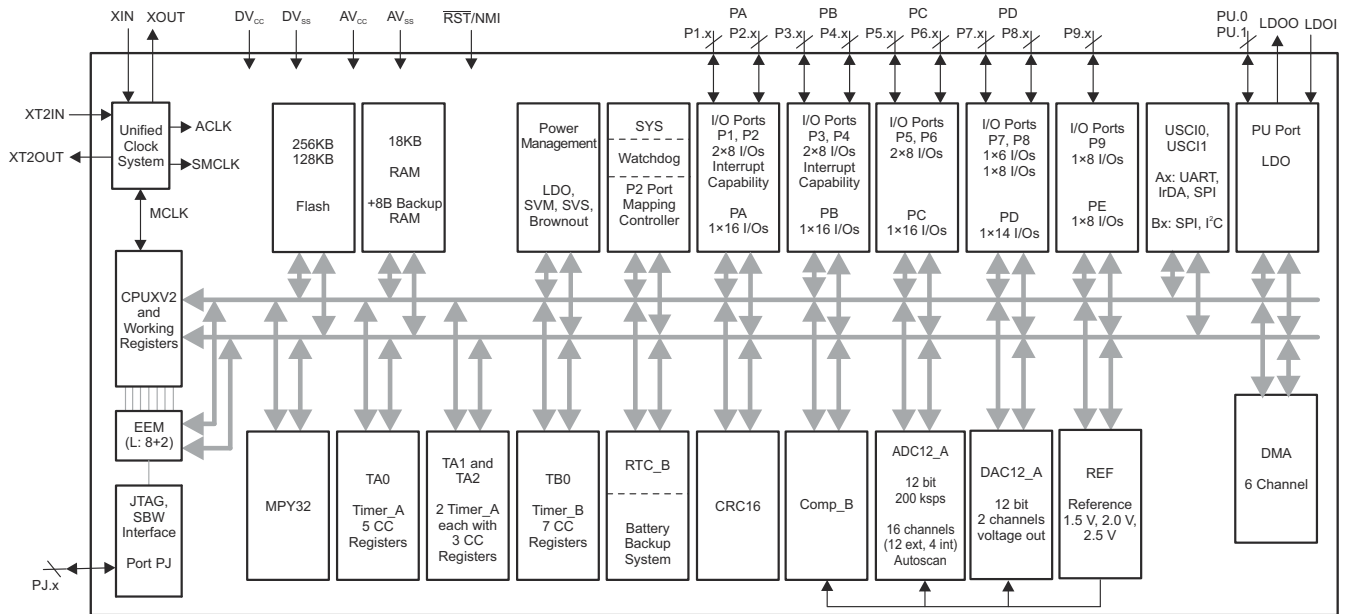 XIN XOUT DVCC DVSS AVCC AVSS RST/NMI PA PB PC PD PU.0 LDOO LDOI
P1.x P2.x P3.x P4.x P5.x P6.x P7.x P8.x P9.x PU.1
XT2IN
XT2OUT
Unified
Clock
System
ACLK
SMCLK
MCLK
256KB
128KB
Flash
18KB
RAM
+8B Backup
RAM
Power
Management
LDO,
SVM, SVS,
Brownout
SYS
Watchdog
P2 Port
Mapping
Controller
I/O Ports
P1, P2
2×8 I/Os
Interrupt
Capability
PA
1×16 I/Os
I/O Ports
P3, P4
2×8 I/Os
Interrupt
Capability
PB
1×16 I/Os
I/O Ports
P5, P6
2×8 I/Os
PC
1×16 I/Os
I/O Ports
P7, P8
1×6 I/Os
1×8 I/Os
PD
1×14 I/Os
I/O Ports
P9
1×8 I/Os
PE
1×8 I/Os
USCI0,
USCI1
Ax: UART,
IrDA, SPI
Bx: SPI, I²C
PU Port
LDO
CPUXV2
and
Working
Registers
EEM
(L: 8+2)
JTAG,
SBW
Interface
Port PJ
PJ.x
MPY32
TA0
Timer_A
5 CC
Registers
TA1 and
TA2
2 Timer_A
each with
3 CC
Registers
TB0
Timer_B
7 CC
Registers
RTC_B
Battery
Backup
System
CRC16
Comp_B
ADC12_A
12 bit
200 ksps
16 channels
(12 ext, 4 int)
Autoscan
DAC12_A
12 bit
2 channels
voltage out
REF
Reference
1.5 V, 2.0 V,
2.5 V
DMA
6 Channel